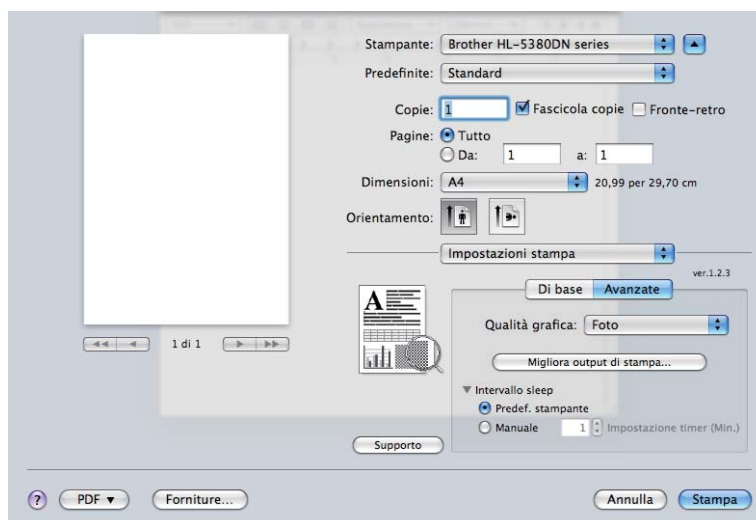 Stampante: Brother HL-5380DN series
Predefinite: Standard
Copie: 1 Fascicola copie Fronte-retro
Pagine: Tutto
Da: 1 a: 1
Dimensioni: A4 20,99 per 29,70 cm
Orientamento:
Impostazioni stampa
ver.1.2.3
Di base Avanzate
A
Qualità grafica: Foto
1 di 1
Migliora output di stampa...
Intervallo sleep
Predef. stampante
Manuale 1 Impostazione timer (Min.)
Supporto
? PDF Forniture... Annulla Stampa